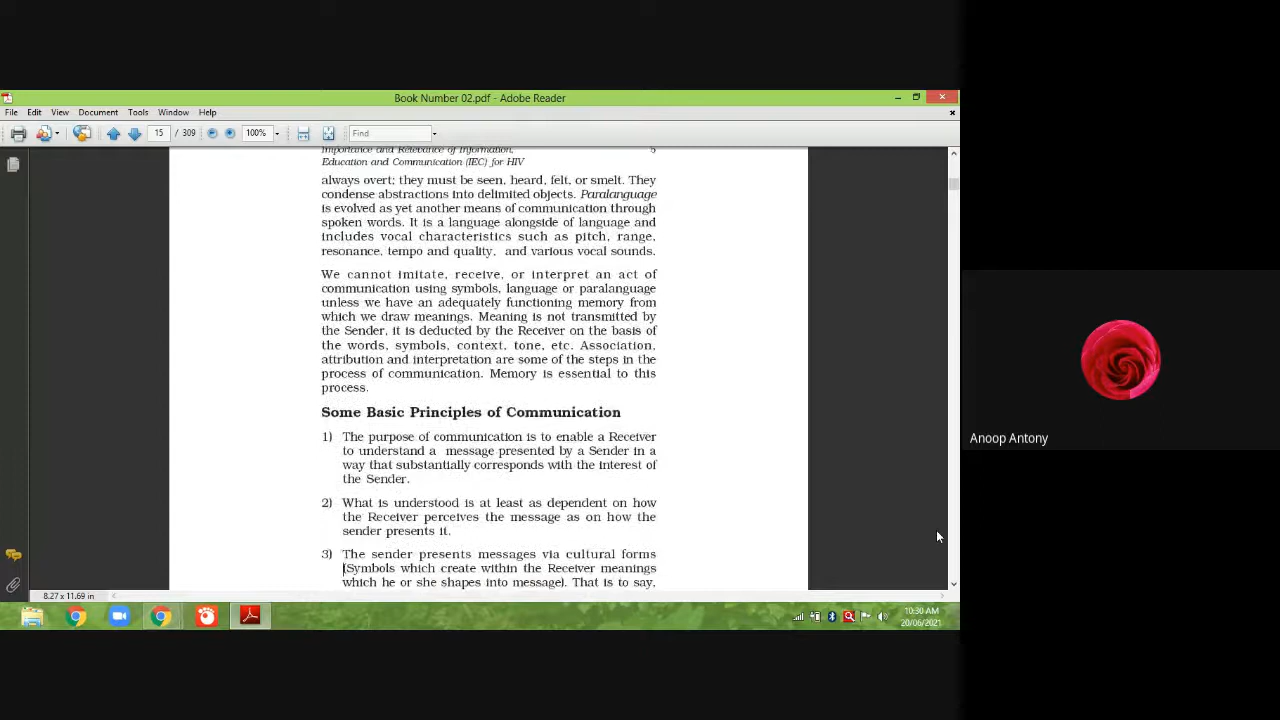 Book Number 02.pdf - Adobe Reader
File Edit View Document Tools Window Help
15 / 309 100% Find
Importance and Relevance of Information, 5
Education and Communication (IEC) for HIV
always overt; they must be seen, heard, felt, or smelt. They
condense abstractions into delimited objects. Paralanguage
is evolved as yet another means of communication through
spoken words. It is a language alongside of language and
includes vocal characteristics such as pitch, range,
resonance, tempo and quality, and various vocal sounds.
We cannot imitate, receive, or interpret an act of
communication using symbols, language or paralanguage
unless we have an adequately functioning memory from
which we draw meanings. Meaning is not transmitted by
the Sender, it is deducted by the Receiver on the basis of
the words, symbols, context, tone, etc. Association,
attribution and interpretation are some of the steps in the
process of communication. Memory is essential to this
process.
Some Basic Principles of Communication
1) The purpose of communication is to enable a Receiver
to understand a message presented by a Sender in a
way that substantially corresponds with the interest of
the Sender.
2) What is understood is at least as dependent on how
the Receiver perceives the message as on how the
sender presents it.
3) The sender presents messages via cultural forms
(Symbols which create within the Receiver meanings
which he or she shapes into message). That is to say,
8.27 x 11.69 in
10:30 AM
20/06/2021
Anoop Antony